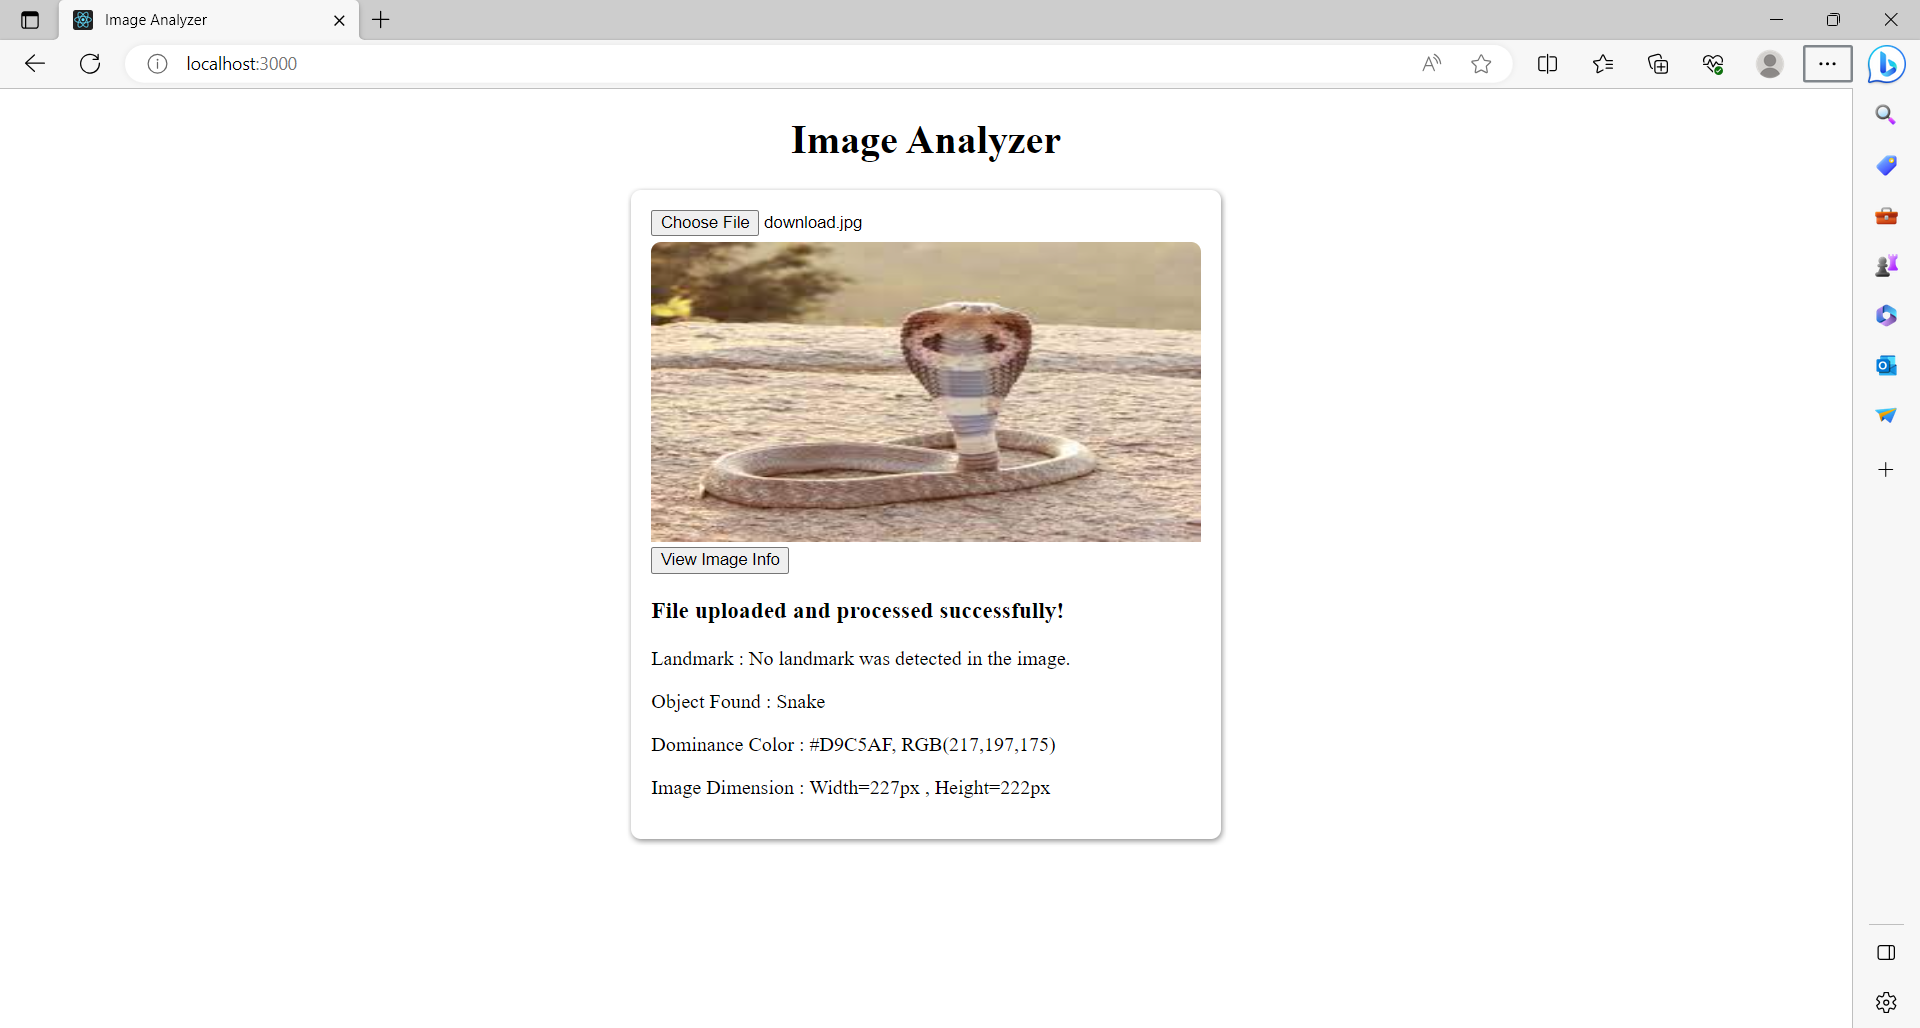 Image Analyzer
localhost:3000
Image Analyzer
Choose File download.jpg
View Image Info
File uploaded and processed successfully!
Landmark : No landmark was detected in the image.
Object Found : Snake
Dominance Color : #D9C5AF, RGB(217,197,175)
Image Dimension : Width=227px , Height=222px